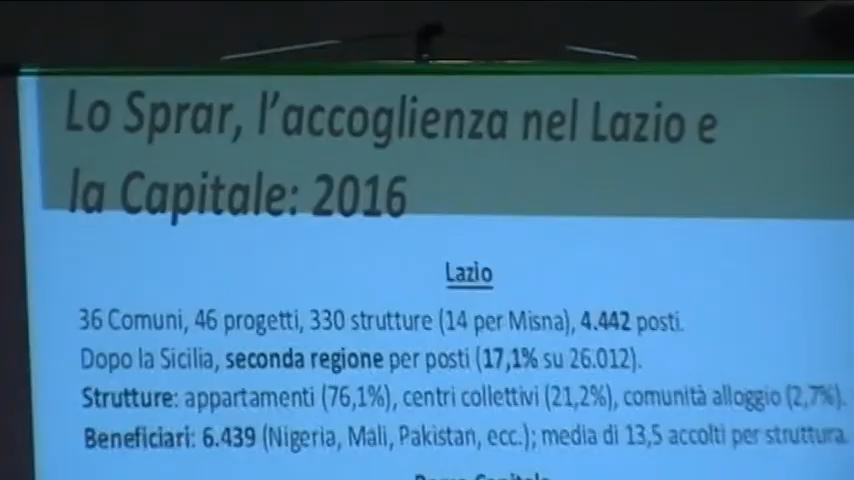 Lo Sprar, l'accoglienza nel Lazio e
la Capitale: 2016
Lazio
36 Comuni, 46 progetti, 330 strutture (14 per Misna), 4.442 posti.
Dopo la Sicilia, seconda regione per posti (17,1% su 26.012).
Strutture: appartamenti (76,1%), centri collettivi (21,2%), comunità alloggio (2,7%).
Beneficiari: 6.439 (Nigeria, Mali, Pakistan, ecc.); media di 13,5 accolti per struttura.